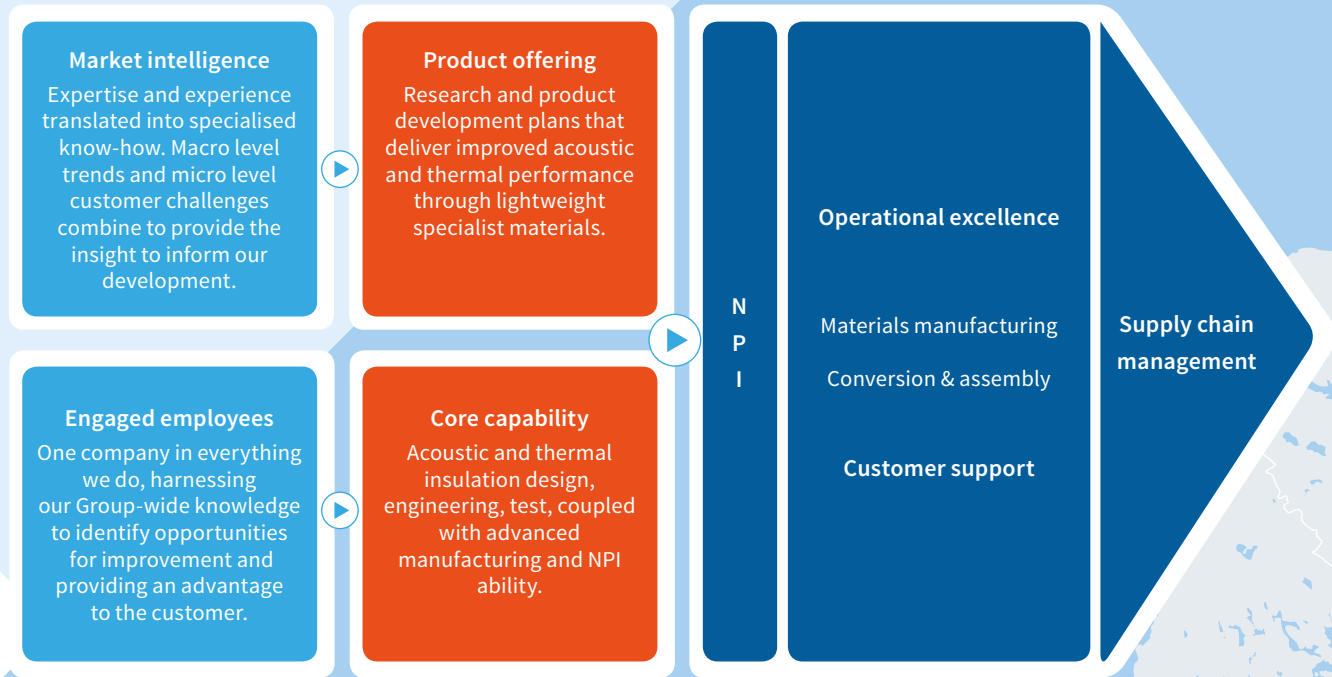 Market intelligence
Expertise and experience
translated into specialised
know-how. Macro level
trends and micro level
customer challenges
combine to provide the
insight to inform our
development.
Product offering
Research and product
development plans that
deliver improved acoustic
and thermal performance
through lightweight
specialist materials.
Engaged employees
One company in everything
we do, harnessing
our Group-wide knowledge
to identify opportunities
for improvement and
providing an advantage
to the customer.
Core capability
Acoustic and thermal
insulation design,
engineering, test, coupled
with advanced
manufacturing and NPI
ability.
N
P
I
Operational excellence
Materials manufacturing
Conversion & assembly
Customer support
Supply chain
management